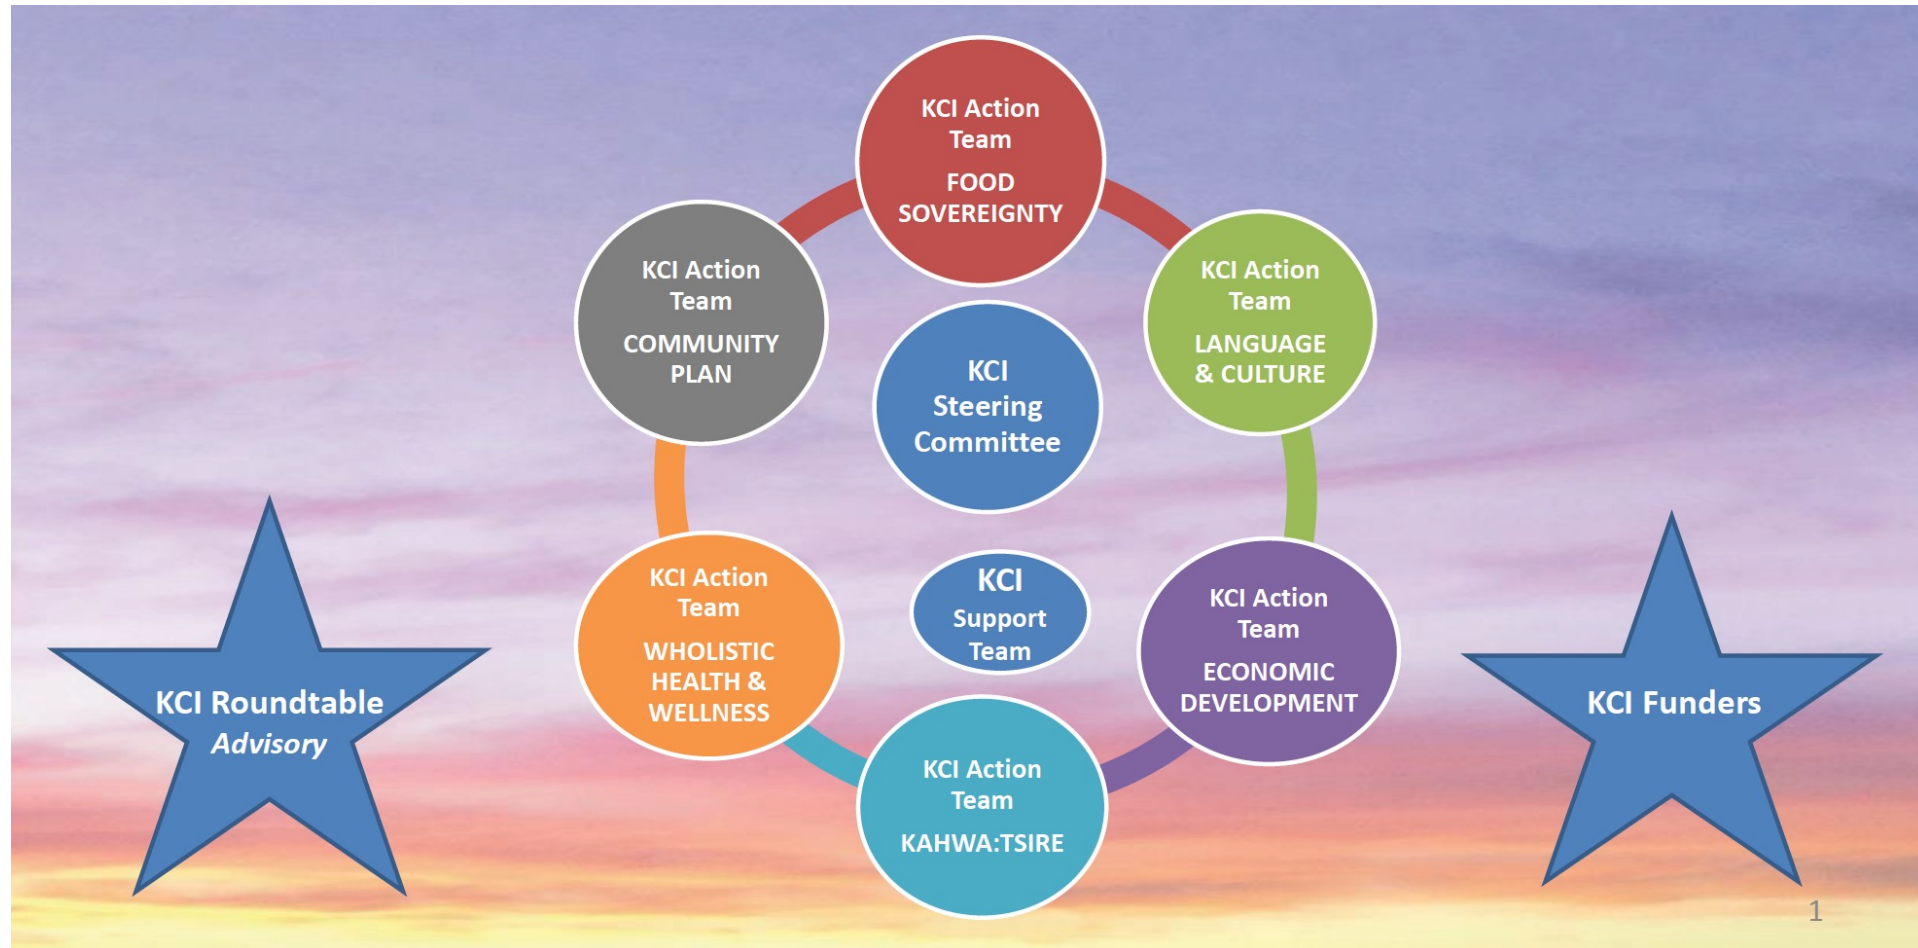 KCI Action
Team
FOOD
SOVEREIGNTY
KCI Action
Team
COMMUNITY
PLAN
KCI Action
Team
LANGUAGE
& CULTURE
KCI
Steering
Committee
KCI Action
Team
WHOLISTIC
HEALTH &
WELLNESS
KCI
Support
Team
KCI Action
Team
ECONOMIC
DEVELOPMENT
KCI Roundtable
Advisory
KCI Funders
KCI Action
Team
KAHWA:TSIRE
1